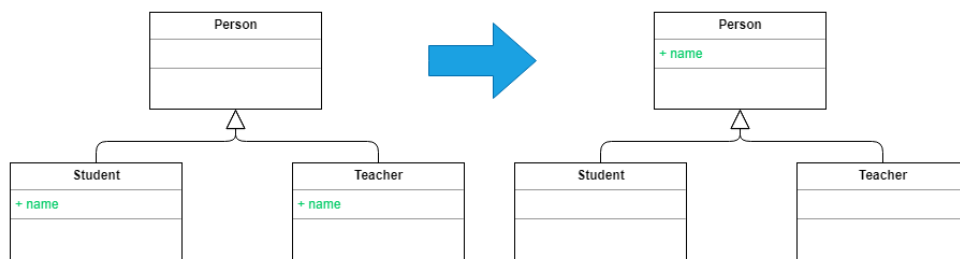 Person
Student
+ name
Teacher
+ name
Person
+ name
Student
Teacher